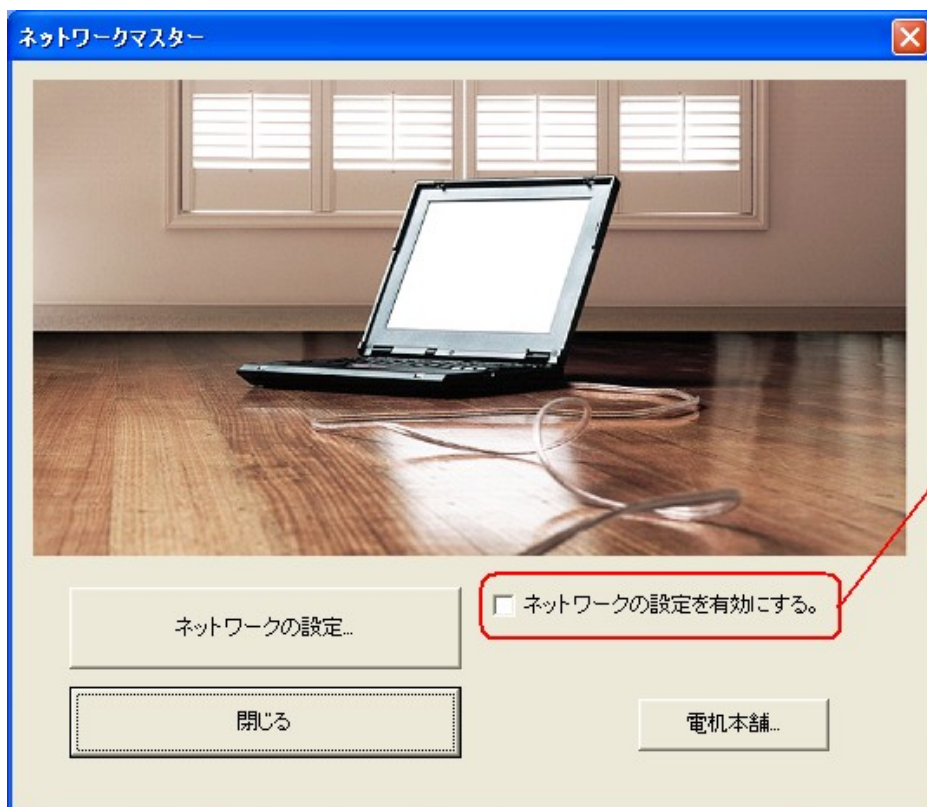 ネットワークマスター
ネットワークの設定...
ネットワークの設定を有効にする。
閉じる
電机本舗...